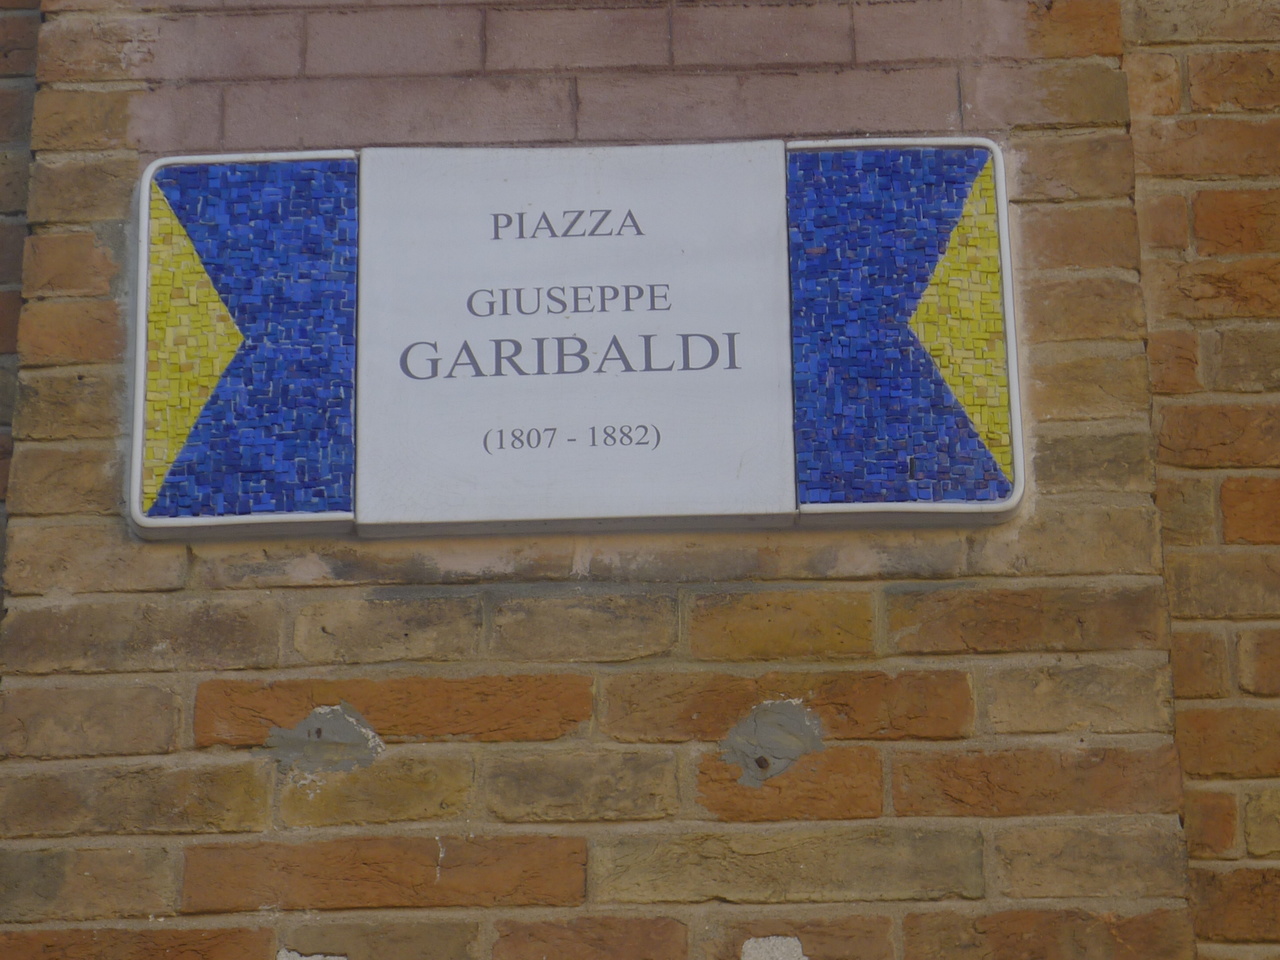 PIAZZA
GIUSEPPE
GARIBALDI
(1807 - 1882)